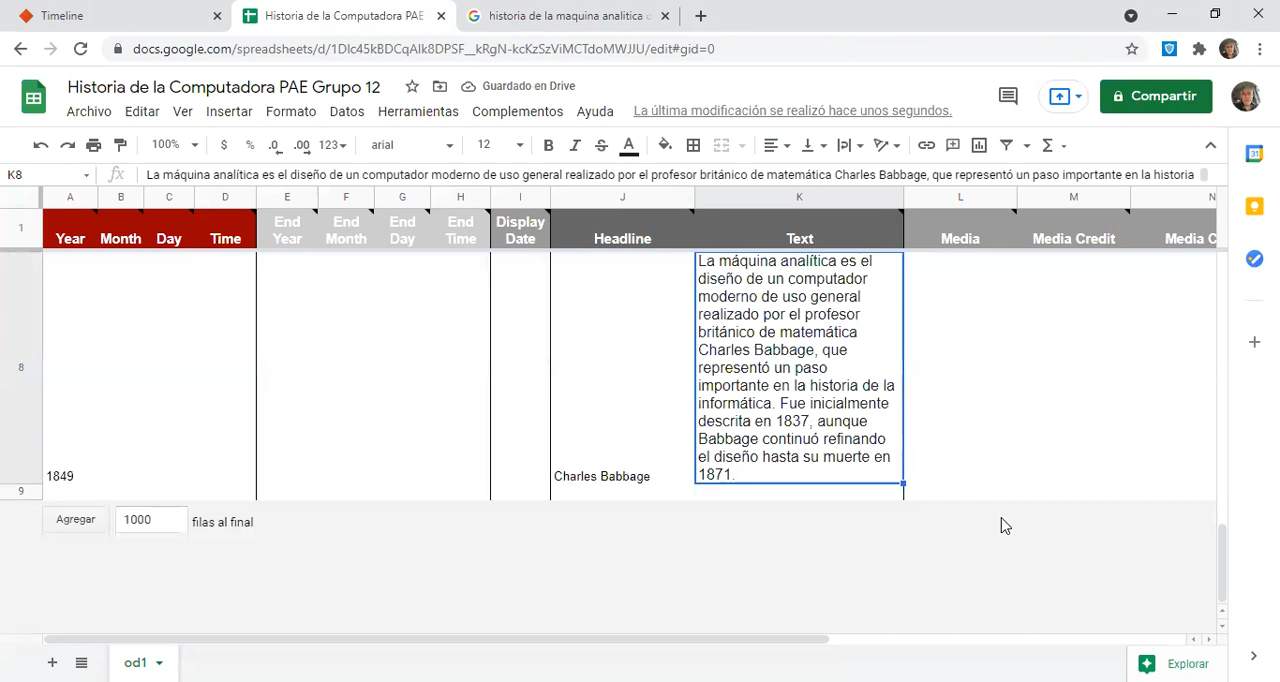 Timeline
Historia de la Computadora PAE
historia de la maquina analitica
docs.google.com/spreadsheets/d/1Dlc45kBDCqAlk8DPSF__kRgN-kcKzSzViMCTdoMWJJU/edit#gid=0
Historia de la Computadora PAE Grupo 12
Guardado en Drive
Archivo Editar Ver Insertar Formato Datos Herramientas Complementos Ayuda
La última modificación se realizó hace unos segundos.
Compartir
100% $ % .0 .00 123 arial 12 B I S A
K8
fx La máquina analítica es el diseño de un computador moderno de uso general realizado por el profesor británico de matemática Charles Babbage, que representó un paso importante en la historia
A B C D E F G H I J K L M N
1
Year Month Day Time
End Year
End Month
End Day
End Time
Display Date
Headline
Text
Media
Media Credit
Media C
8
1849
Charles Babbage
La máquina analítica es el
diseño de un computador
moderno de uso general
realizado por el profesor
británico de matemática
Charles Babbage, que
representó un paso
importante en la historia de la
informática. Fue inicialmente
descrita en 1837, aunque
Babbage continuó refinando
el diseño hasta su muerte en
1871.
9
Agregar 1000 filas al final
od1
Explorar
31